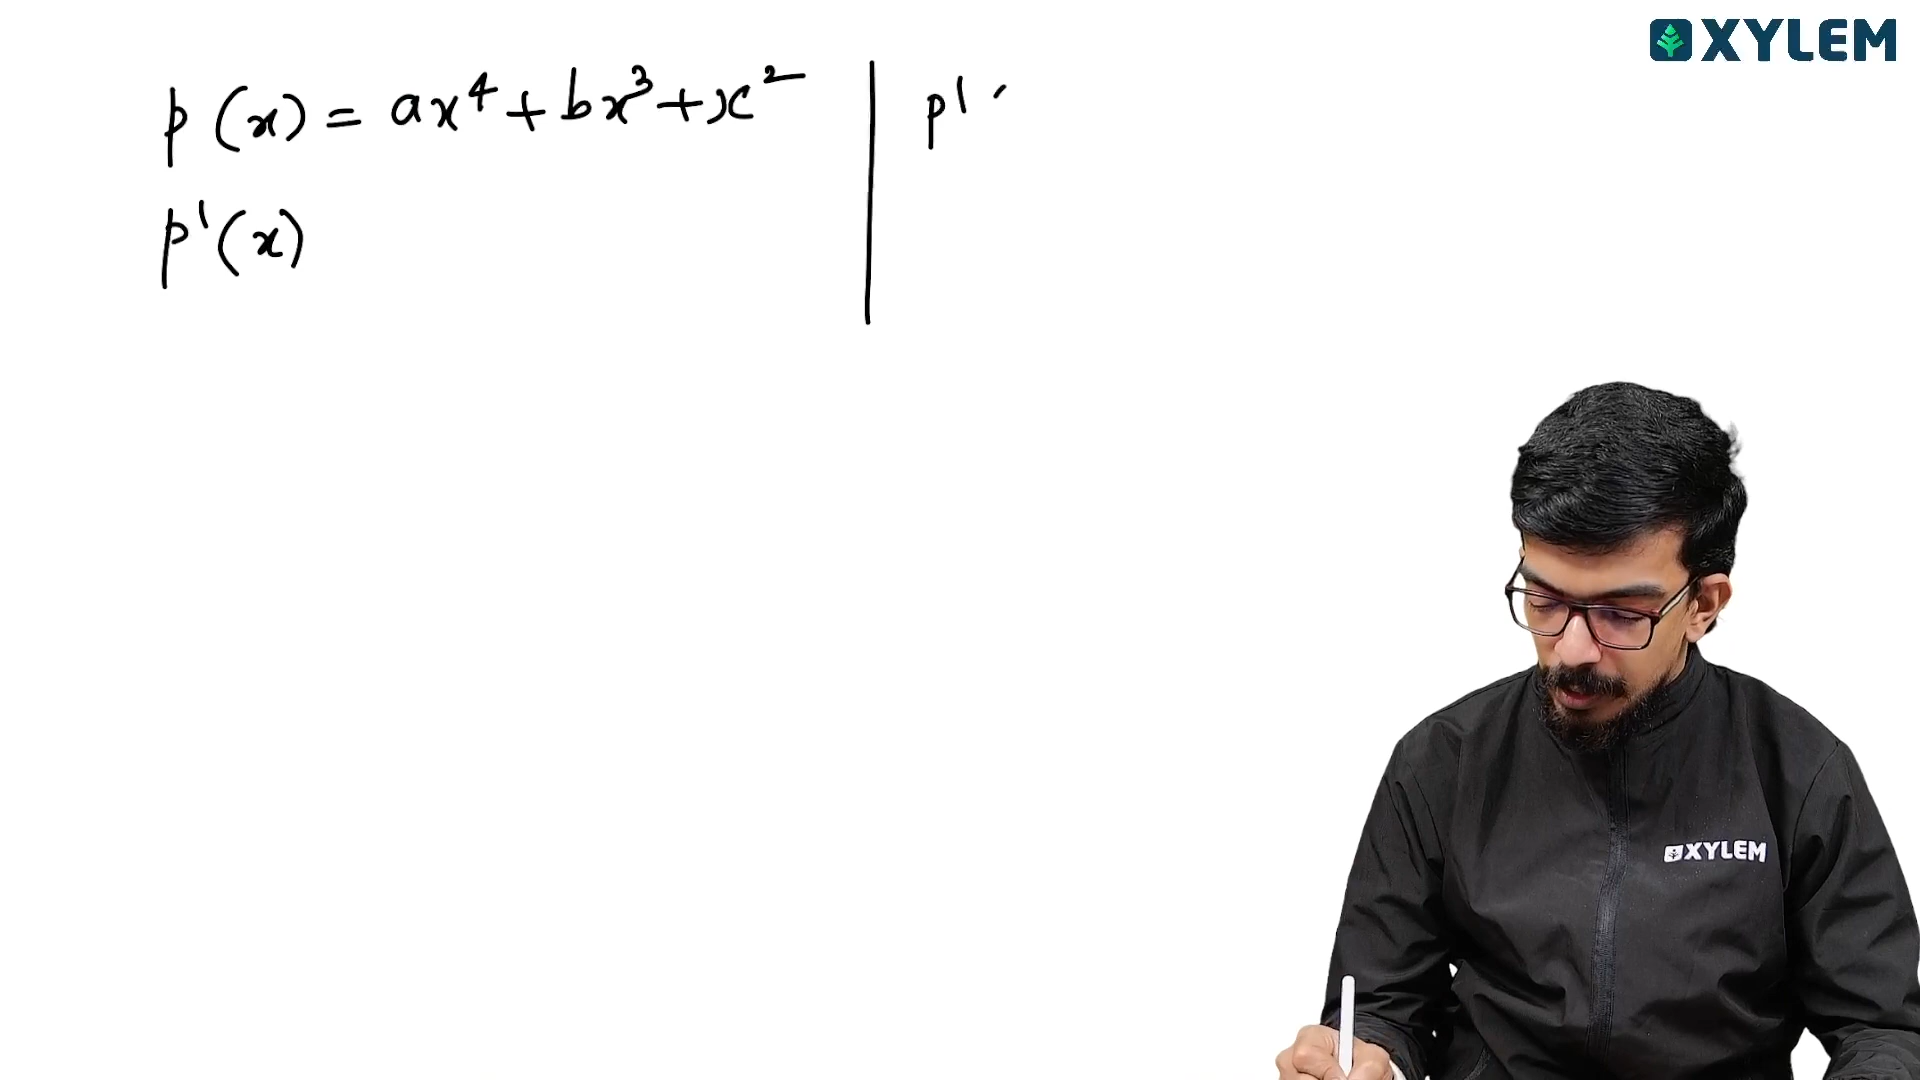 XYLEM
p(x) = ax⁴ + bx³ + x²
p'(x)
p'
XYLEM